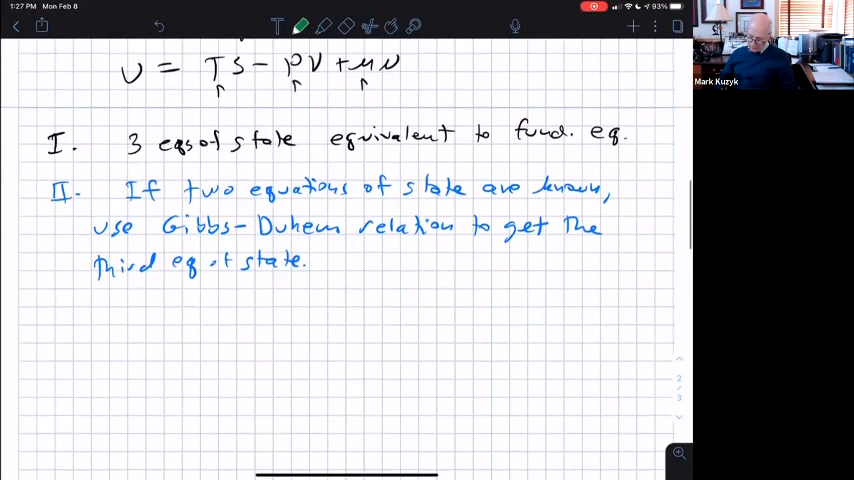 1:27 PM Mon Feb 8
93%
U = TS - PV + μN
I. 3 eqs of state equivalent to fund. eq.
II. If two equations of state are known,
use Gibbs-Duhem relation to get the
third eq of state.
Mark Kuzyk
2
/
3